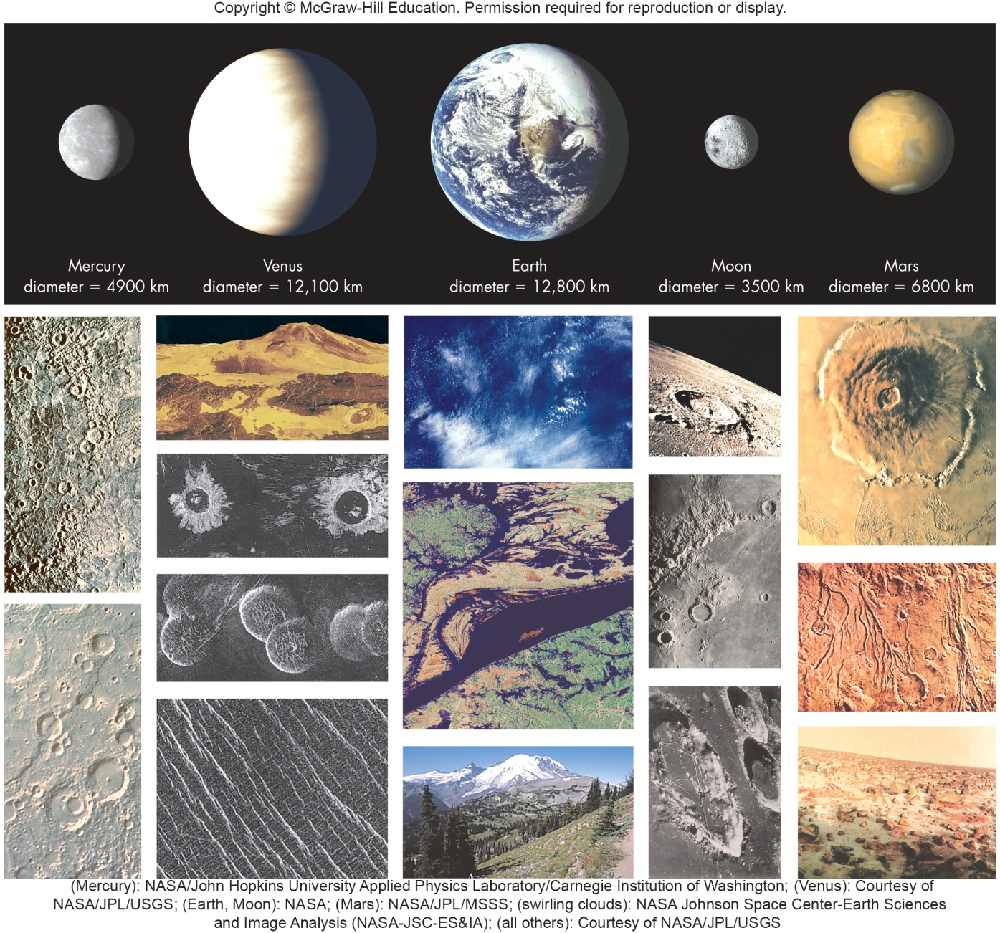 Copyright © McGraw-Hill Education. Permission required for reproduction or display.
Mercury
diameter = 4900 km
Venus
diameter = 12,100 km
Earth
diameter = 12,800 km
Moon
diameter = 3500 km
Mars
diameter = 6800 km
(Mercury): NASA/John Hopkins University Applied Physics Laboratory/Carnegie Institution of Washington; (Venus): Courtesy of
NASA/JPL/USGS; (Earth, Moon): NASA; (Mars): NASA/JPL/MSSS; (swirling clouds): NASA Johnson Space Center-Earth Sciences
and Image Analysis (NASA-JSC-ES&IA); (all others): Courtesy of NASA/JPL/USGS